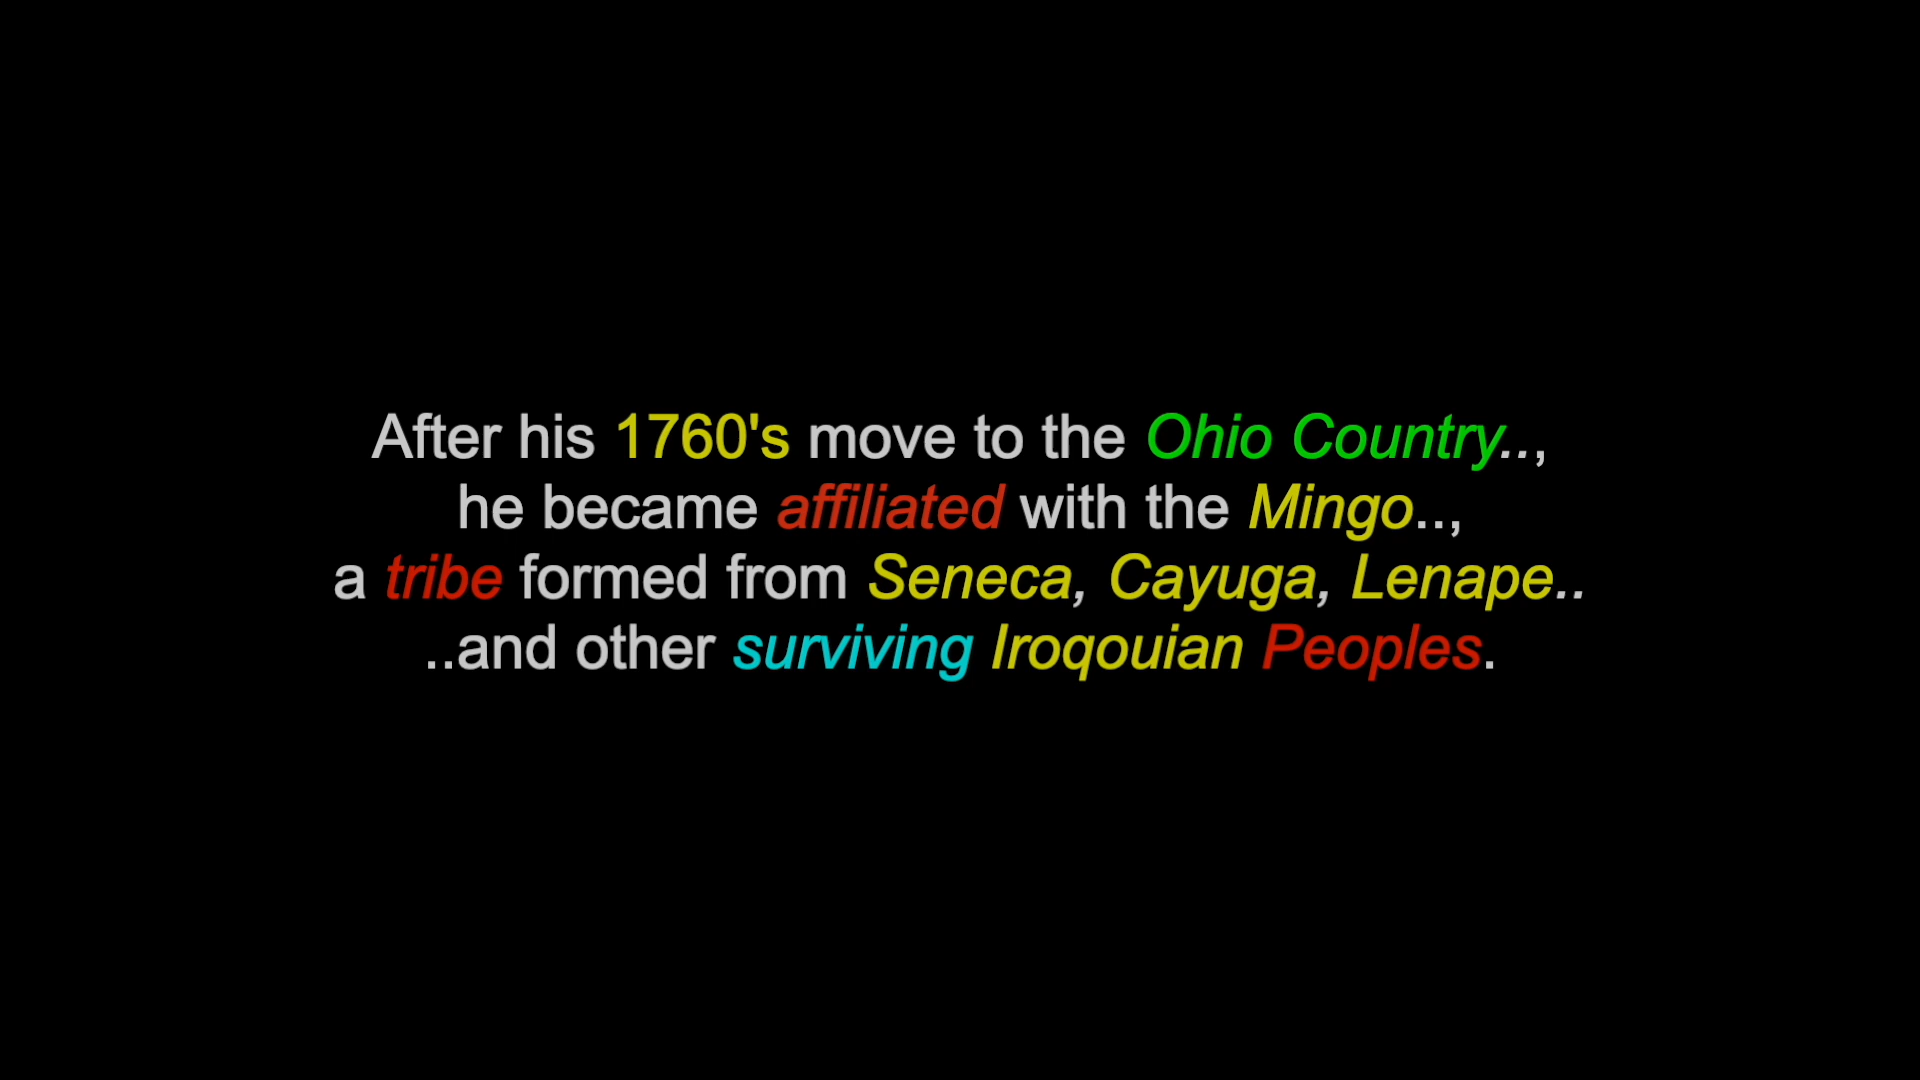 After his 1760's move to the Ohio Country..,
he became affiliated with the Mingo..,
a tribe formed from Seneca, Cayuga, Lenape..
..and other surviving Iroqouian Peoples.